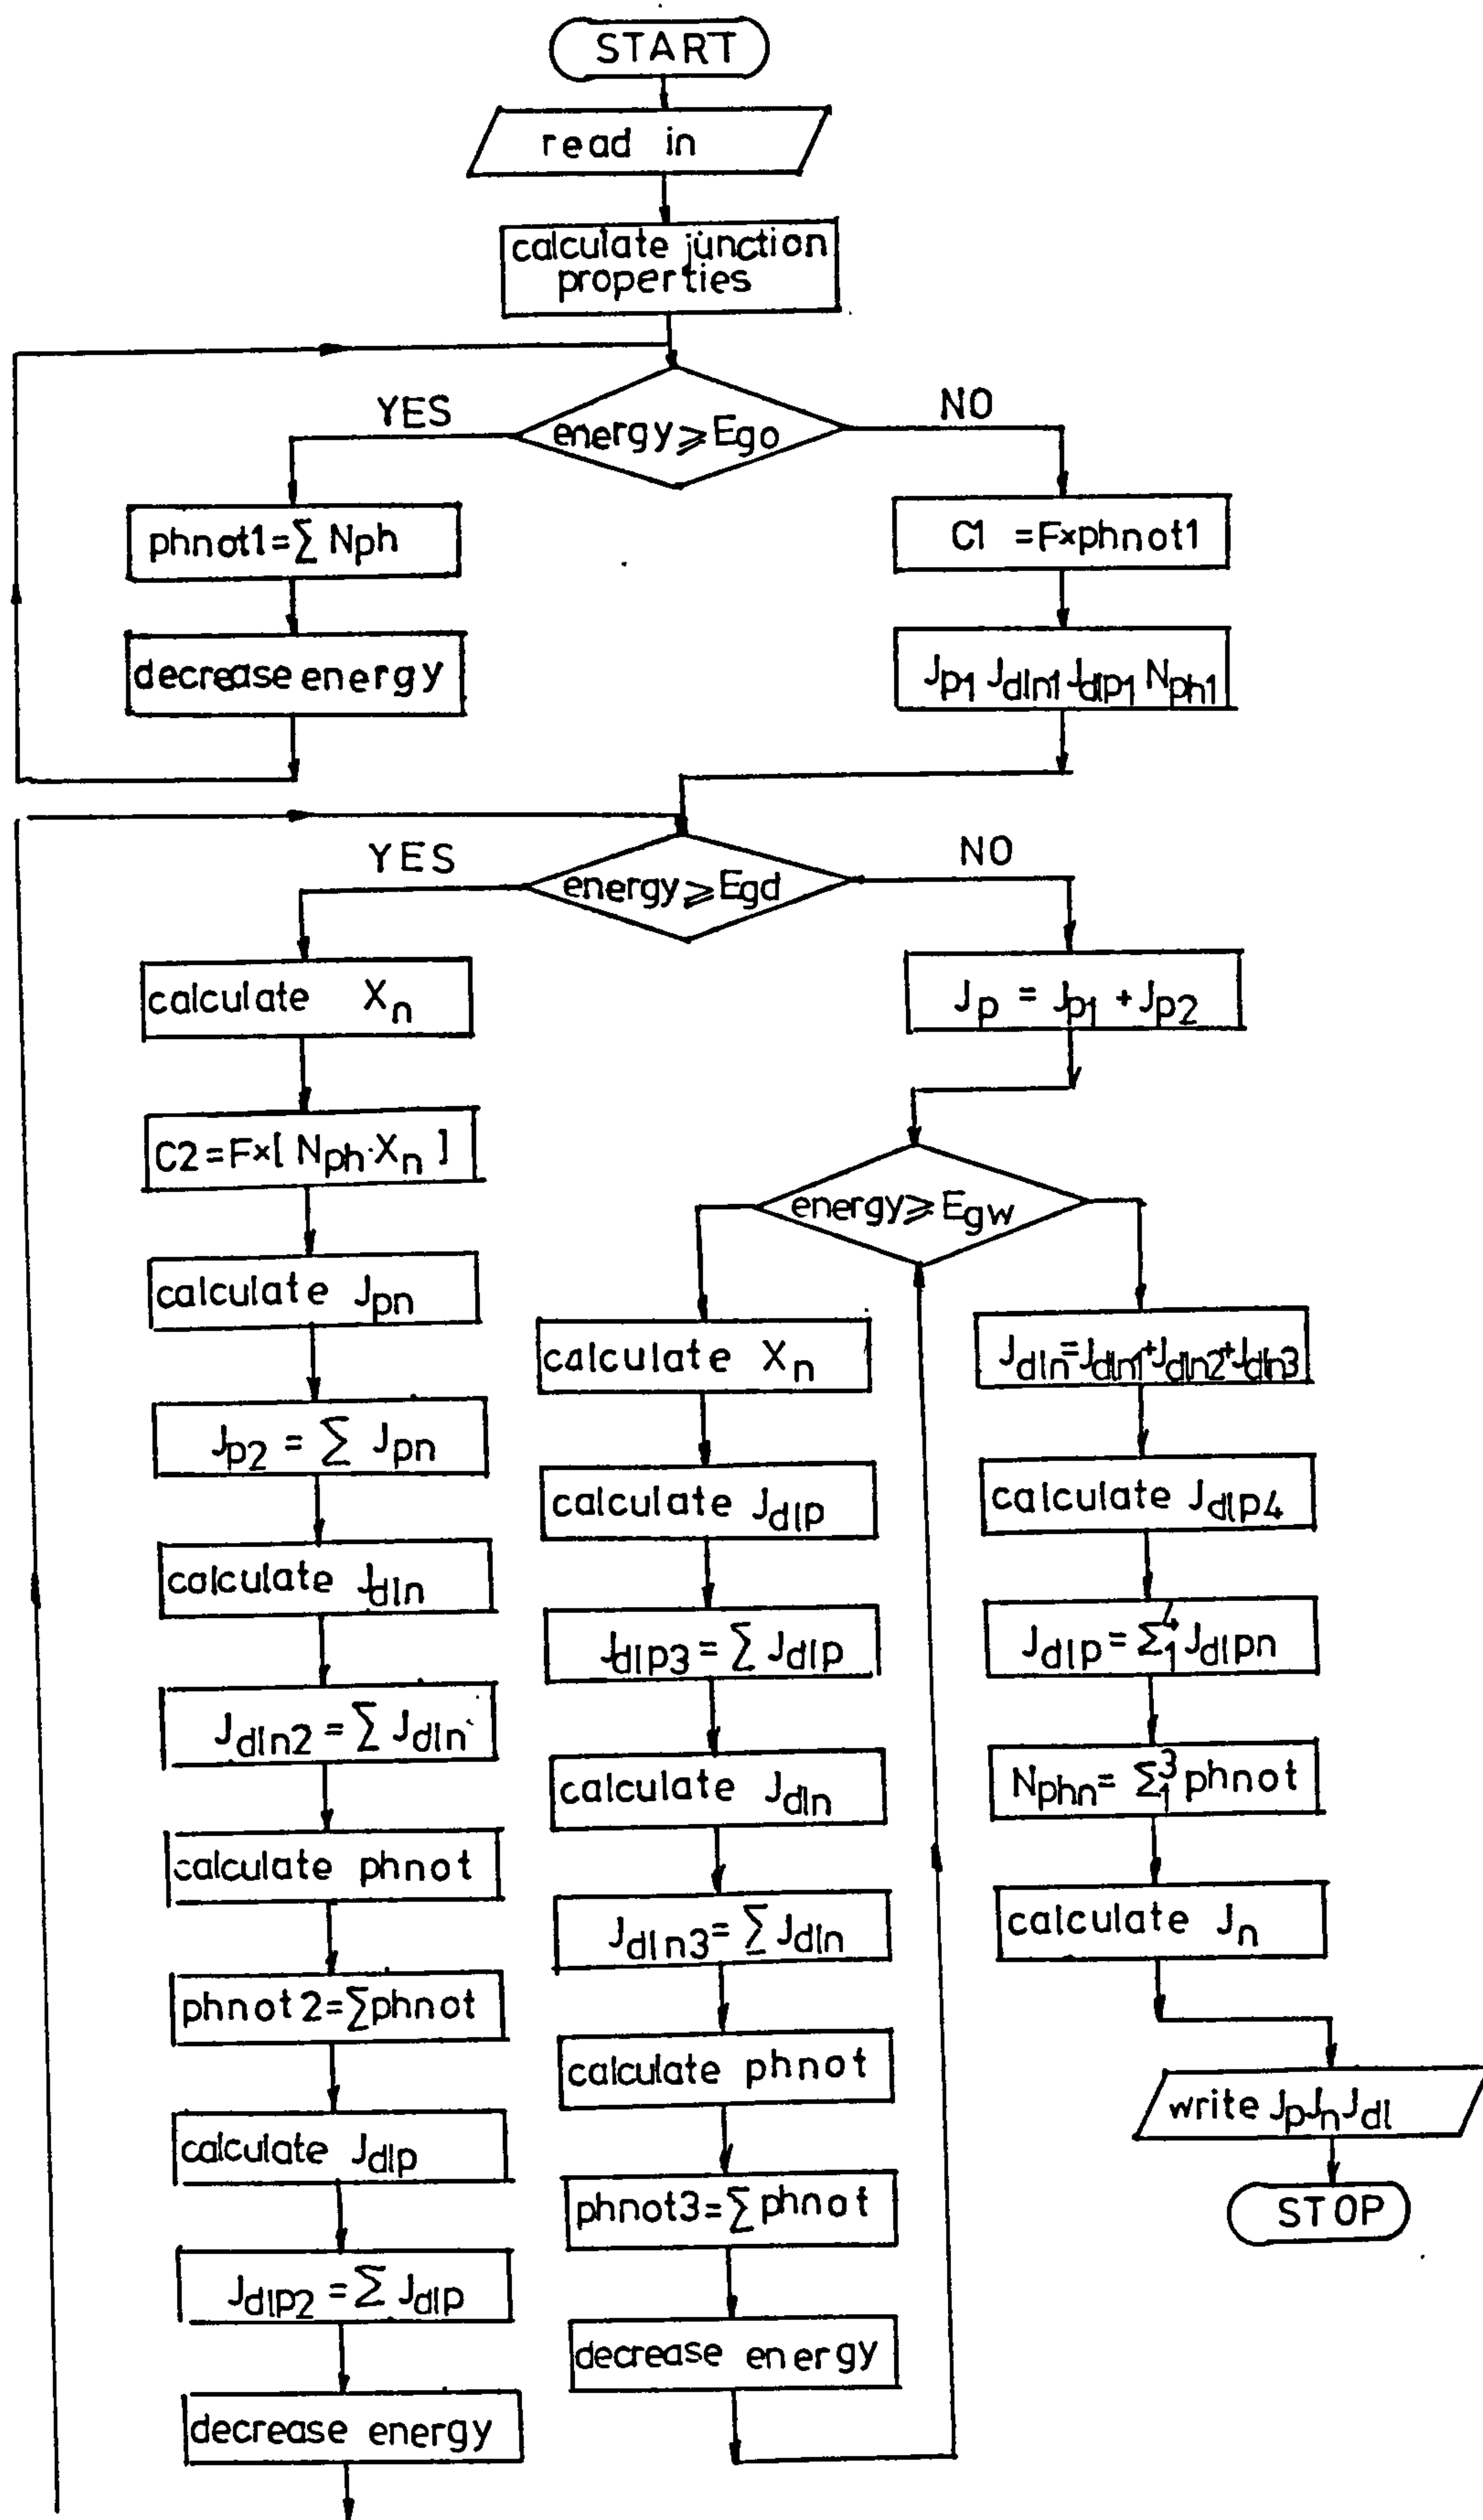 START
read in
calculate junction
properties
YES
energy ⩾ Ego
NO
phnot1=∑ Nph
decrease energy
C1 =F×phnot1
Jp1 Jdln1 Jdlp1 Nph1
YES
energy ⩾ Egd
NO
calculate Xn
C2=F×[ Nph·Xn ]
calculate Jpn
Jp2 = ∑ Jpn
calculate Jdln
Jdln2 = ∑ Jdln
calculate phnot
phnot2=∑phnot
calculate Jdlp
Jdlp2 = ∑ Jdlp
decrease energy
Jp = Jp1 + Jp2
energy ⩾ Egw
calculate Xn
calculate Jdlp
Jdlp3 = ∑ Jdlp
calculate Jdln
Jdln3 = ∑ Jdln
calculate phnot
phnot3=∑ phnot
decrease energy
Jdln=Jdln1+Jdln2+Jdln3
calculate Jdlp4
Jdlp = Σ₁⁴ Jdlpn
Nphn= Σ₁³ phnot
calculate Jn
write Jp Jn Jdl
STOP